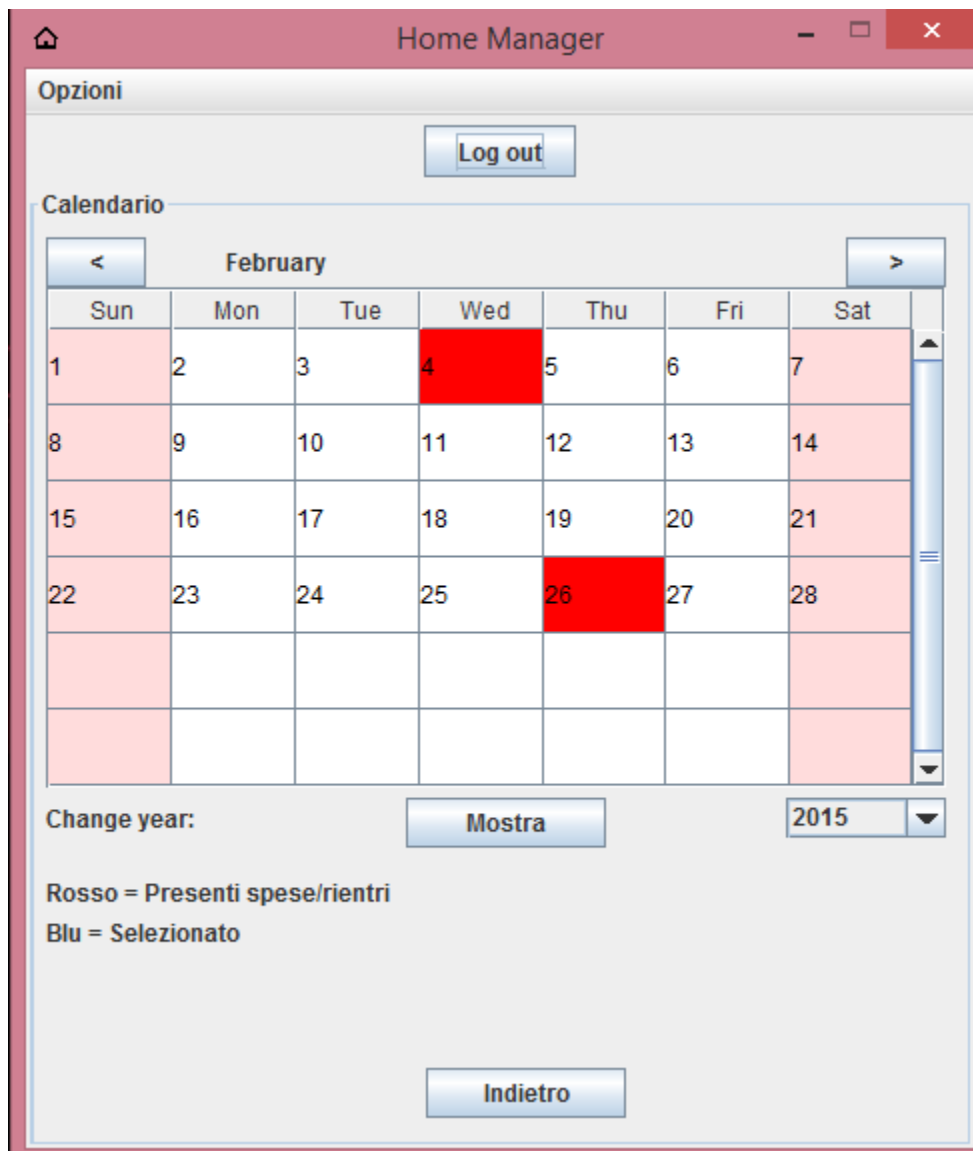 Home Manager
Opzioni
Log out
Calendario
< February >
Sun Mon Tue Wed Thu Fri Sat
1 2 3 4 5 6 7
8 9 10 11 12 13 14
15 16 17 18 19 20 21
22 23 24 25 26 27 28
Change year: Mostra 2015
Rosso = Presenti spese/rientri
Blu = Selezionato
Indietro